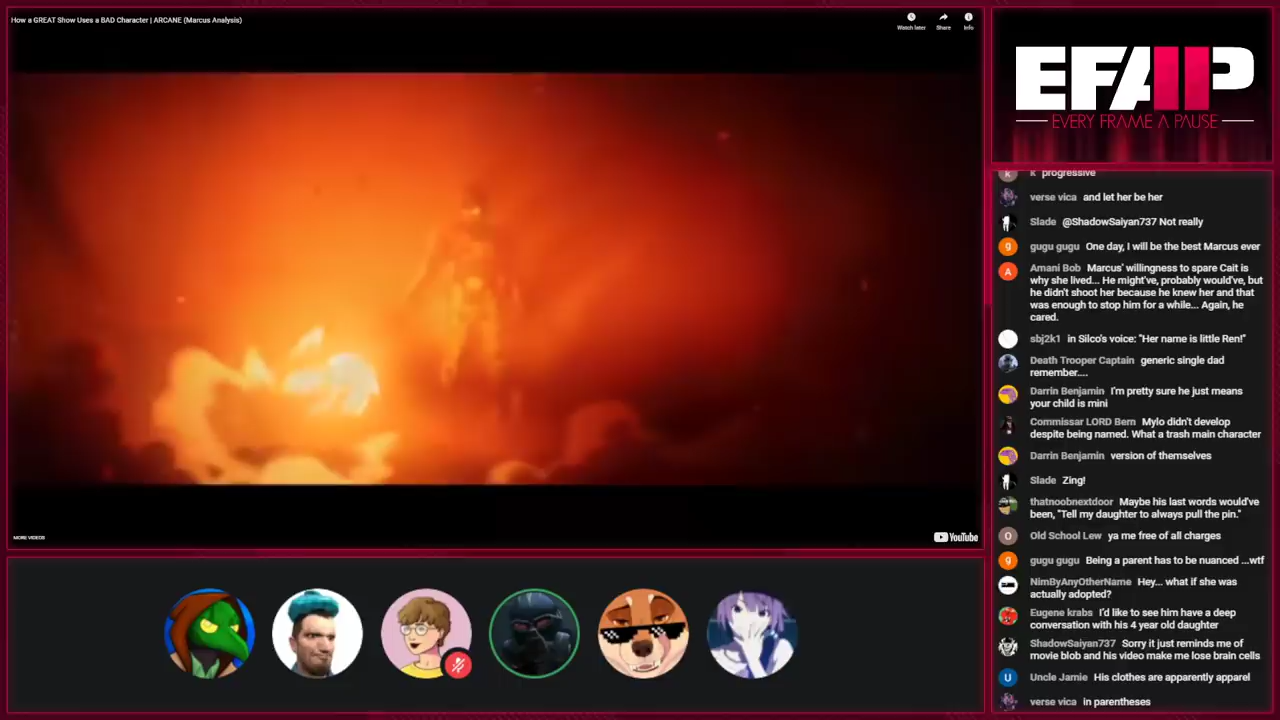 How a GREAT Show Uses a BAD Character | ARCANE (Marcus Analysis)
Watch later
Share
Info
MORE VIDEOS
YouTube
EFAP
EVERY FRAME A PAUSE
k k progressive
verse vica and let her be her
Slade @ShadowSaiyan737 Not really
g gugu gugu One day, I will be the best Marcus ever
A Amani Bob Marcus' willingness to spare Cait is
why she lived... He might've, probably would've, but
he didn't shoot her because he knew her and that
was enough to stop him for a while... Again, he
cared.
sbj2k1 in Silco's voice: "Her name is little Ren!"
Death Trooper Captain generic single dad
remember....
Darrin Benjamin I'm pretty sure he just means
your child is mini
Commissar LORD Bern Mylo didn't develop
despite being named. What a trash main character
Darrin Benjamin version of themselves
Slade Zing!
thatnoobnextdoor Maybe his last words would've
been, "Tell my daughter to always pull the pin."
O Old School Lew ya me free of all charges
g gugu gugu Being a parent has to be nuanced ...wtf
NimByAnyOtherName Hey... what if she was
actually adopted?
Eugene krabs I'd like to see him have a deep
conversation with his 4 year old daughter
ShadowSaiyan737 Sorry it just reminds me of
movie blob and his video make me lose brain cells
U Uncle Jamie His clothes are apparently apparel
verse vica in parentheses